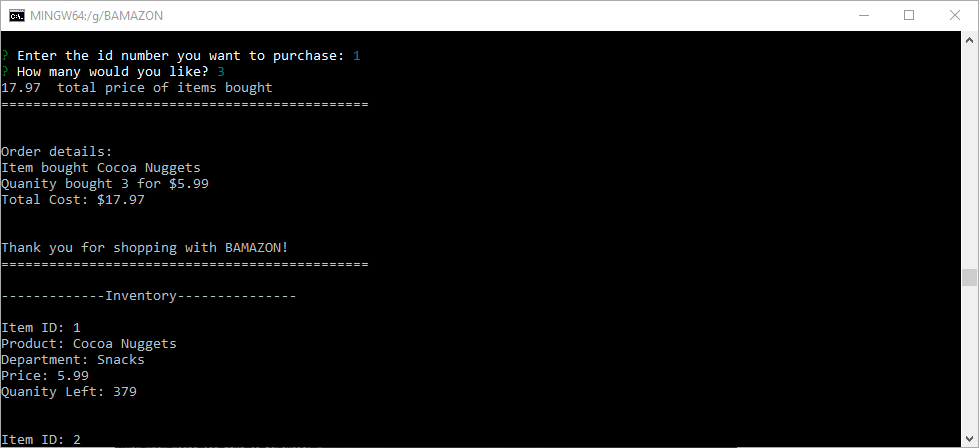 MINGW64:/g/BAMAZON
? Enter the id number you want to purchase: 1
? How many would you like? 3
17.97  total price of items bought
==============================================
Order details:
Item bought Cocoa Nuggets
Quanity bought 3 for $5.99
Total Cost: $17.97
Thank you for shopping with BAMAZON!
==============================================
-------------Inventory---------------
Item ID: 1
Product: Cocoa Nuggets
Department: Snacks
Price: 5.99
Quanity Left: 379
Item ID: 2